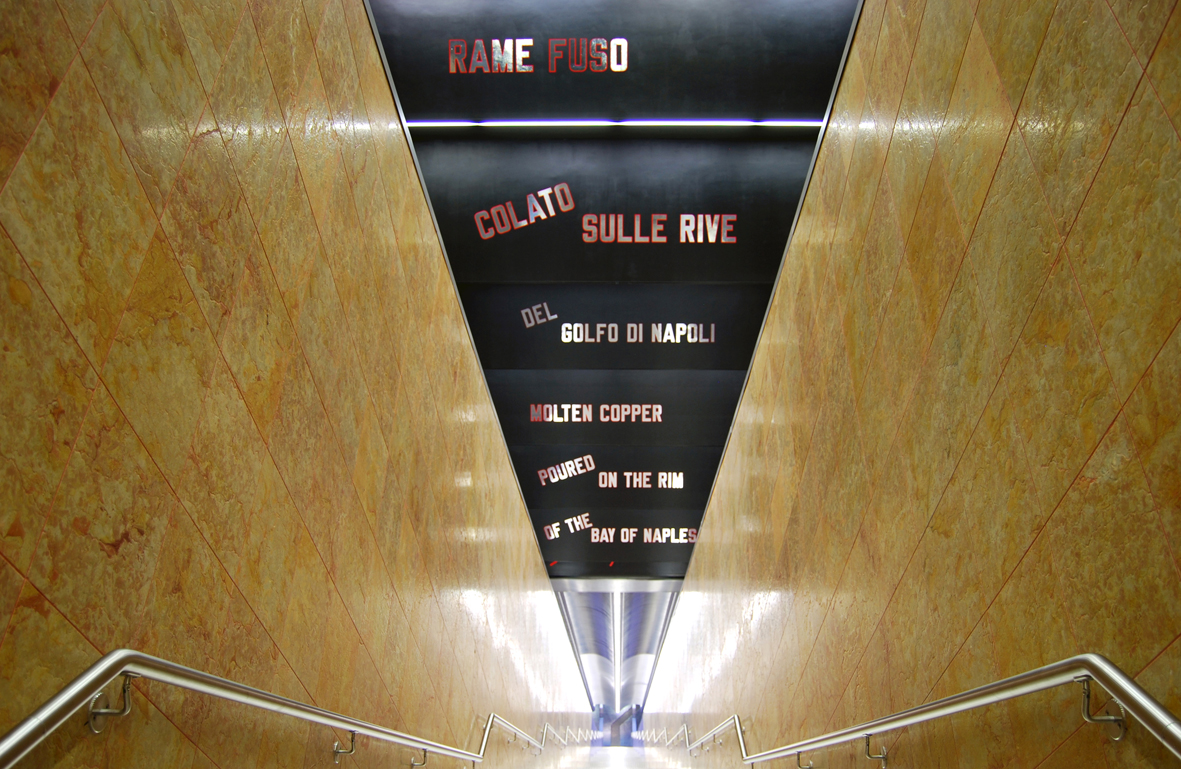 RAME FUSO
COLATO SULLE RIVE
DEL GOLFO DI NAPOLI
MOLTEN COPPER
POURED ON THE RIM
OF THE BAY OF NAPLES